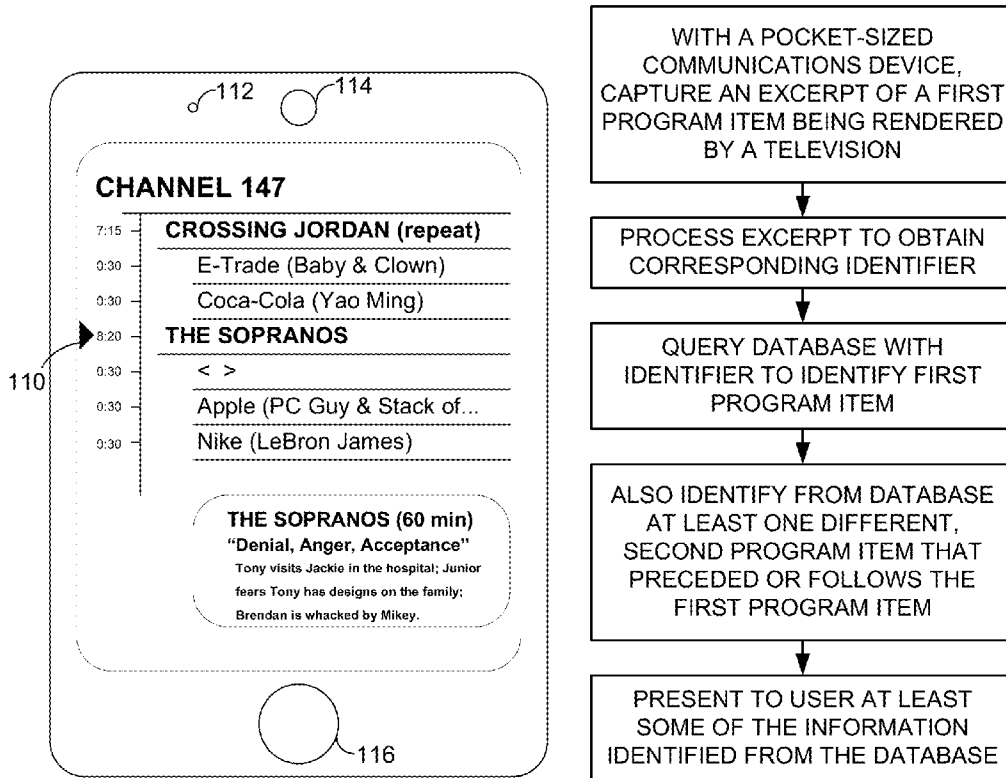 112
114
CHANNEL 147
7:15 CROSSING JORDAN (repeat)
0:30 E-Trade (Baby & Clown)
0:30 Coca-Cola (Yao Ming)
8:20 THE SOPRANOS
110
0:30 < >
0:30 Apple (PC Guy & Stack of...
0:30 Nike (LeBron James)
THE SOPRANOS (60 min)
“Denial, Anger, Acceptance”
Tony visits Jackie in the hospital; Junior
fears Tony has designs on the family;
Brendan is whacked by Mikey.
116
WITH A POCKET-SIZED
COMMUNICATIONS DEVICE,
CAPTURE AN EXCERPT OF A FIRST
PROGRAM ITEM BEING RENDERED
BY A TELEVISION
PROCESS EXCERPT TO OBTAIN
CORRESPONDING IDENTIFIER
QUERY DATABASE WITH
IDENTIFIER TO IDENTIFY FIRST
PROGRAM ITEM
ALSO IDENTIFY FROM DATABASE
AT LEAST ONE DIFFERENT,
SECOND PROGRAM ITEM THAT
PRECEDED OR FOLLOWS THE
FIRST PROGRAM ITEM
PRESENT TO USER AT LEAST
SOME OF THE INFORMATION
IDENTIFIED FROM THE DATABASE